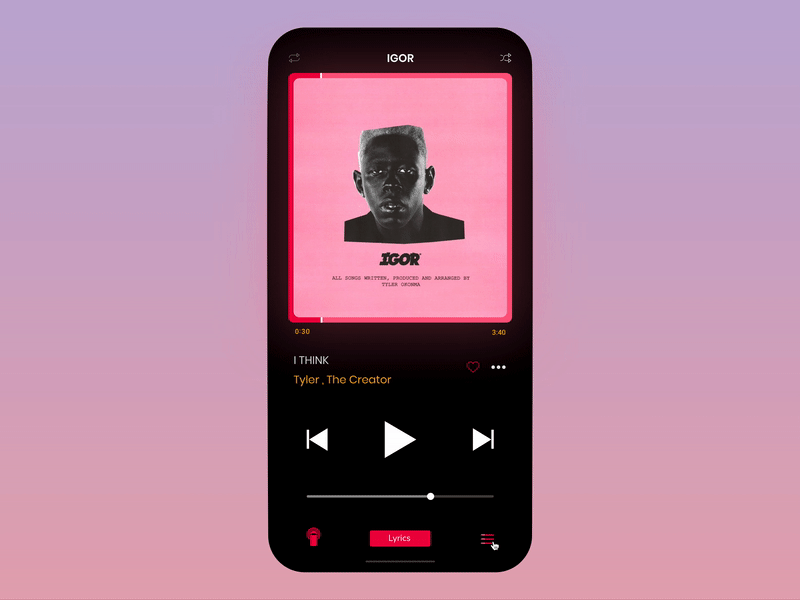 IGOR
IGOR
ALL SONGS WRITTEN, PRODUCED AND ARRANGED BY
TYLER OKONMA
0:30
3:40
I THINK
Tyler , The Creator
Lyrics